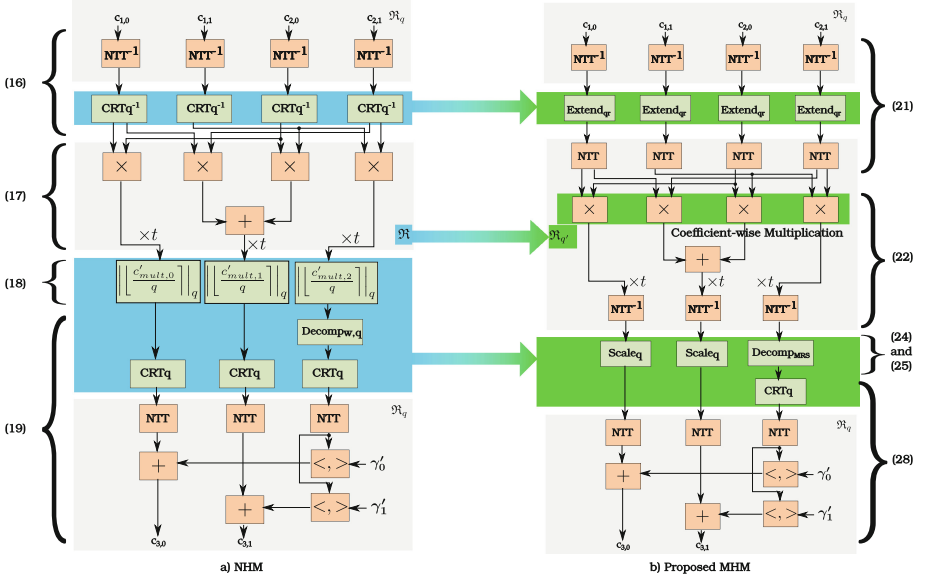 c1,0 c1,1 c2,0 c2,1 ℜq
NTT-1 NTT-1 NTT-1 NTT-1
(16)
CRTq-1 CRTq-1 CRTq-1 CRTq-1
× × × ×
(17)
+
×t ×t ×t
ℜ
(18)
||⌊c′mult,0/q⌉||q ||⌊c′mult,1/q⌉||q ||⌊c′mult,2/q⌉||q
Decompw,q
CRTq CRTq CRTq
(19)
ℜq
NTT NTT NTT
+ <,> γ′0
+ <,> γ′1
c3,0 c3,1
a) NHM
c1,0 c1,1 c2,0 c2,1 ℜq
NTT-1 NTT-1 NTT-1 NTT-1
(21)
Extendqr Extendqr Extendqr Extendqr
NTT NTT NTT NTT
× × × ×
ℜq′
Coefficient-wise Multiplication
(22)
+
×t ×t ×t
NTT-1 NTT-1 NTT-1
(24)
and
(25)
Scaleq Scaleq DecompMRS
CRTq
ℜq
NTT NTT NTT
(28)
+ <,> γ′0
+ <,> γ′1
c3,0 c3,1
b) Proposed MHM